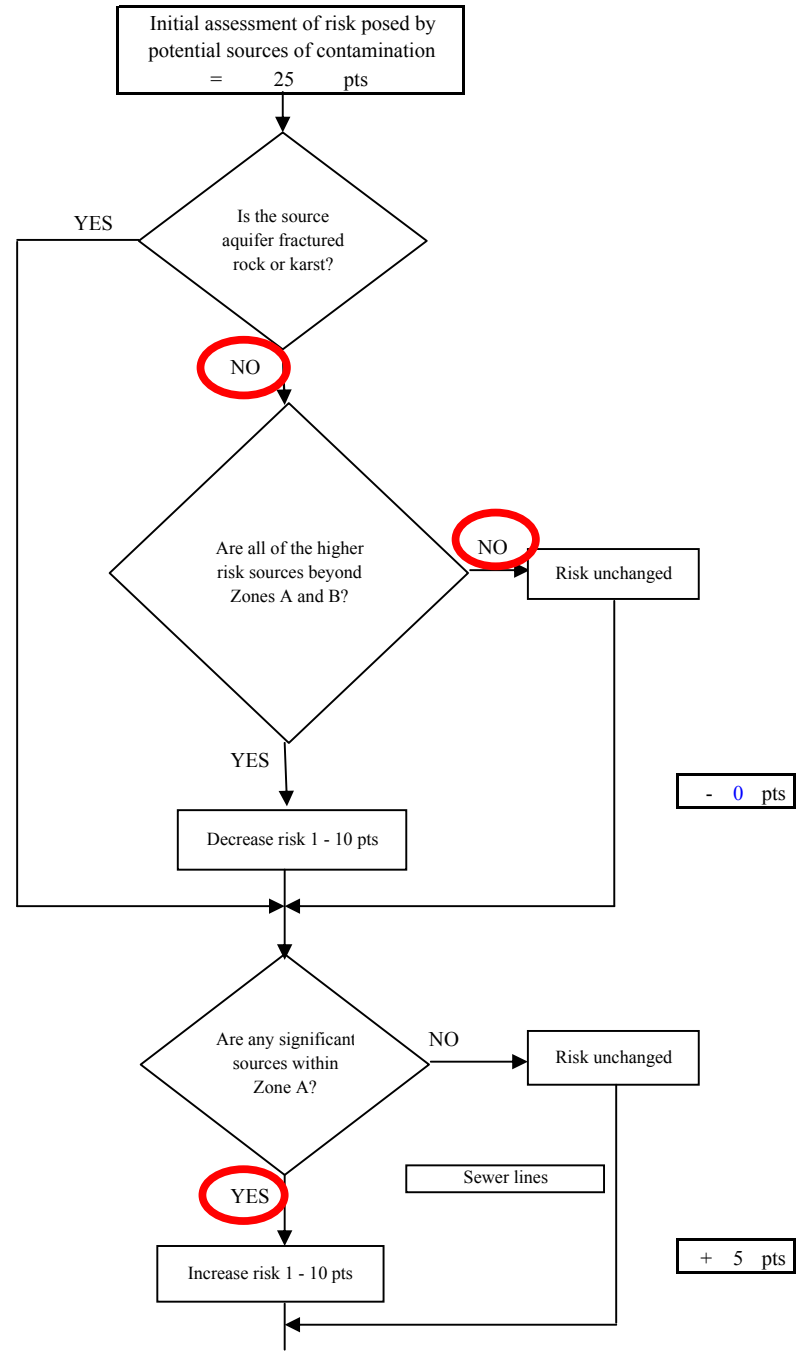 Initial assessment of risk posed by
potential sources of contamination
= 25 pts
YES
Is the source
aquifer fractured
rock or karst?
NO
Are all of the higher
risk sources beyond
Zones A and B?
NO
Risk unchanged
YES
- 0 pts
Decrease risk 1 - 10 pts
Are any significant
sources within
Zone A?
NO
Risk unchanged
YES
Sewer lines
Increase risk 1 - 10 pts
+ 5 pts